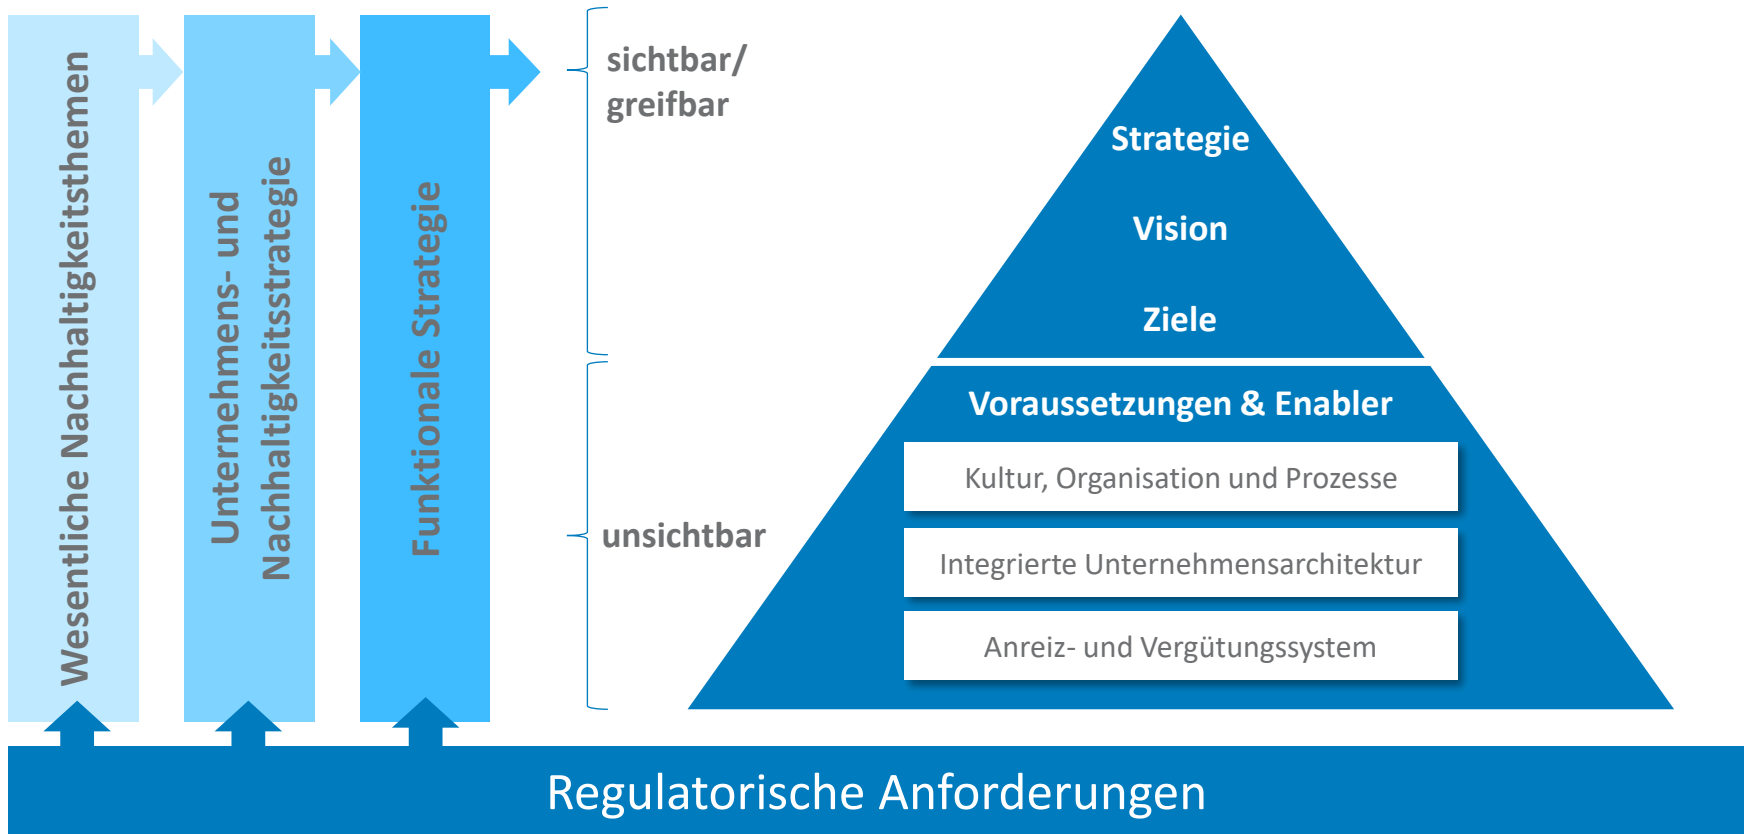 Wesentliche Nachhaltigkeitsthemen
Unternehmens- und
Nachhaltigkeitsstrategie
Funktionale Strategie
sichtbar/
greifbar
unsichtbar
Strategie
Vision
Ziele
Voraussetzungen & Enabler
Kultur, Organisation und Prozesse
Integrierte Unternehmensarchitektur
Anreiz- und Vergütungssystem
Regulatorische Anforderungen